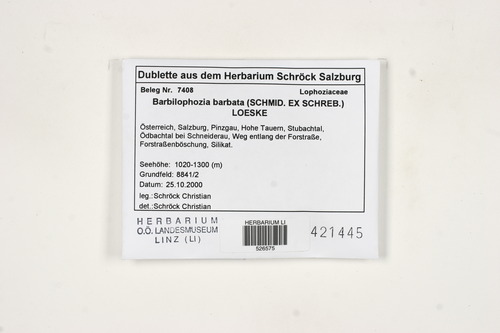 Dublette aus dem Herbarium Schröck Salzburg
Beleg Nr. 7408 Lophoziaceae
Barbilophozia barbata (SCHMID. EX SCHREB.)
LOESKE
Österreich, Salzburg, Pinzgau, Hohe Tauern, Stubachtal,
Ödbachtal bei Schneiderau, Weg entlang der Forstraße,
Forstraßenböschung, Silikat.
Seehöhe: 1020-1300 (m)
Grundfeld: 8841/2
Datum: 25.10.2000
leg.:Schröck Christian
det.:Schröck Christian
HERBARIUM
O.Ö. LANDESMUSEUM
LINZ (LI)
HERBARIUM LI
526575
421445